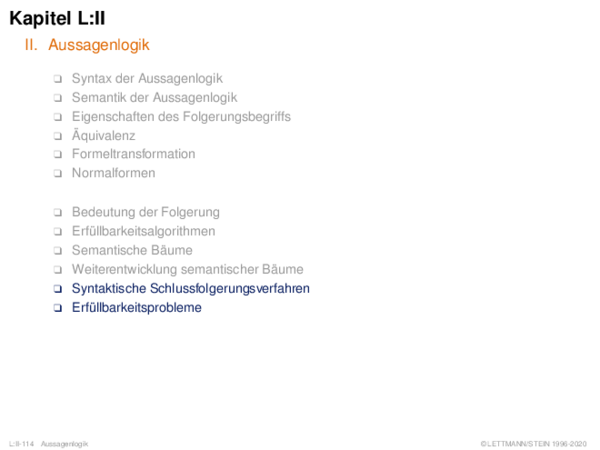 Kapitel L:II
II. Aussagenlogik
❑ Syntax der Aussagenlogik
❑ Semantik der Aussagenlogik
❑ Eigenschaften des Folgerungsbegriffs
❑ Äquivalenz
❑ Formeltransformation
❑ Normalformen
❑ Bedeutung der Folgerung
❑ Erfüllbarkeitsalgorithmen
❑ Semantische Bäume
❑ Weiterentwicklung semantischer Bäume
❑ Syntaktische Schlussfolgerungsverfahren
❑ Erfüllbarkeitsprobleme
L:II-114 Aussagenlogik ©LETTMANN/STEIN 1996-2020